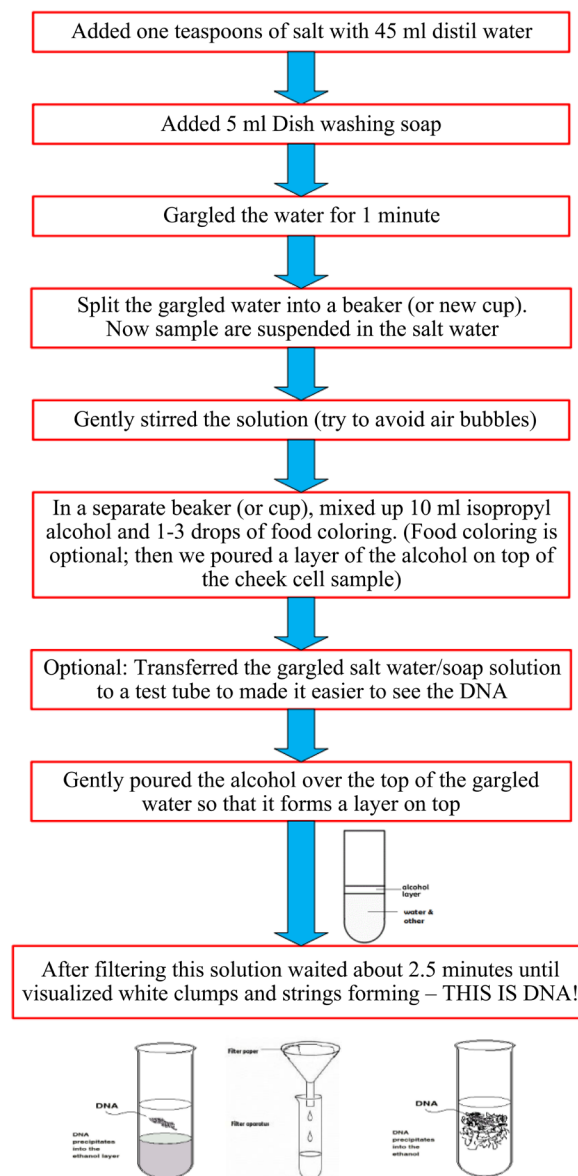 Added one teaspoons of salt with 45 ml distil water
Added 5 ml Dish washing soap
Gargled the water for 1 minute
Split the gargled water into a beaker (or new cup).
Now sample are suspended in the salt water
Gently stirred the solution (try to avoid air bubbles)
In a separate beaker (or cup), mixed up 10 ml isopropyl
alcohol and 1-3 drops of food coloring. (Food coloring is
optional; then we poured a layer of the alcohol on top of
the cheek cell sample)
Optional: Transferred the gargled salt water/soap solution
to a test tube to made it easier to see the DNA
Gently poured the alcohol over the top of the gargled
water so that it forms a layer on top
alcohol
layer
water &
other
After filtering this solution waited about 2.5 minutes until
visualized white clumps and strings forming – THIS IS DNA!
DNA
DNA
precipitates
into the
ethanol layer
Filter paper
Filter aparatus
DNA
DNA
precipitates
into the
ethanol